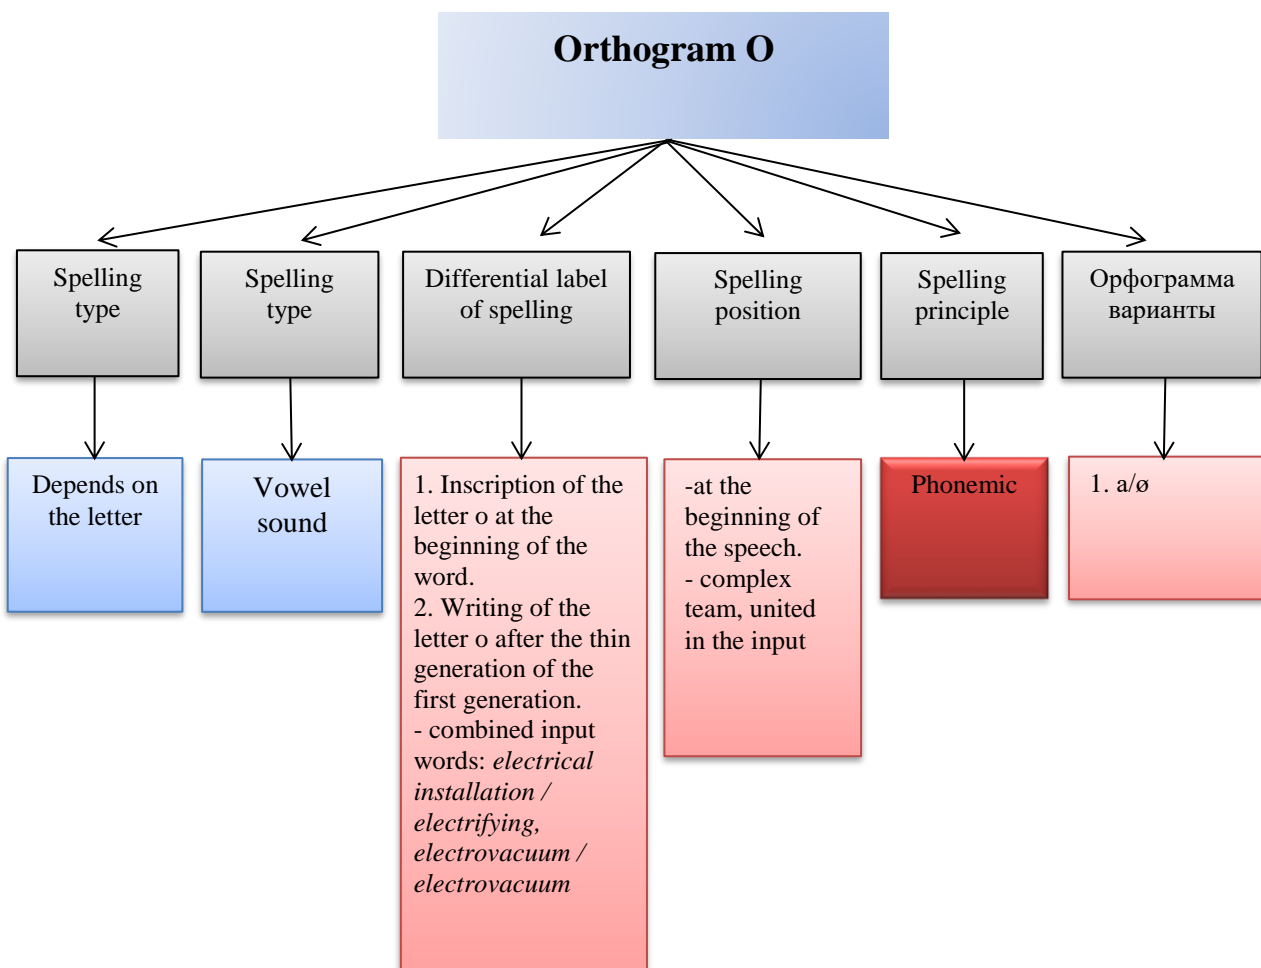 Orthogram O
Spelling
type
Spelling
type
Differential label
of spelling
Spelling
position
Spelling
principle
Орфограмма
варианты
Depends on
the letter
Vowel
sound
1. Inscription of the
letter o at the
beginning of the
word.
2. Writing of the
letter o after the thin
generation of the
first generation.
- combined input
words: electrical
installation /
electrifying,
electrovacuum /
electrovacuum
-at the
beginning of
the speech.
- complex
team, united
in the input
Phonemic
1. a/ø